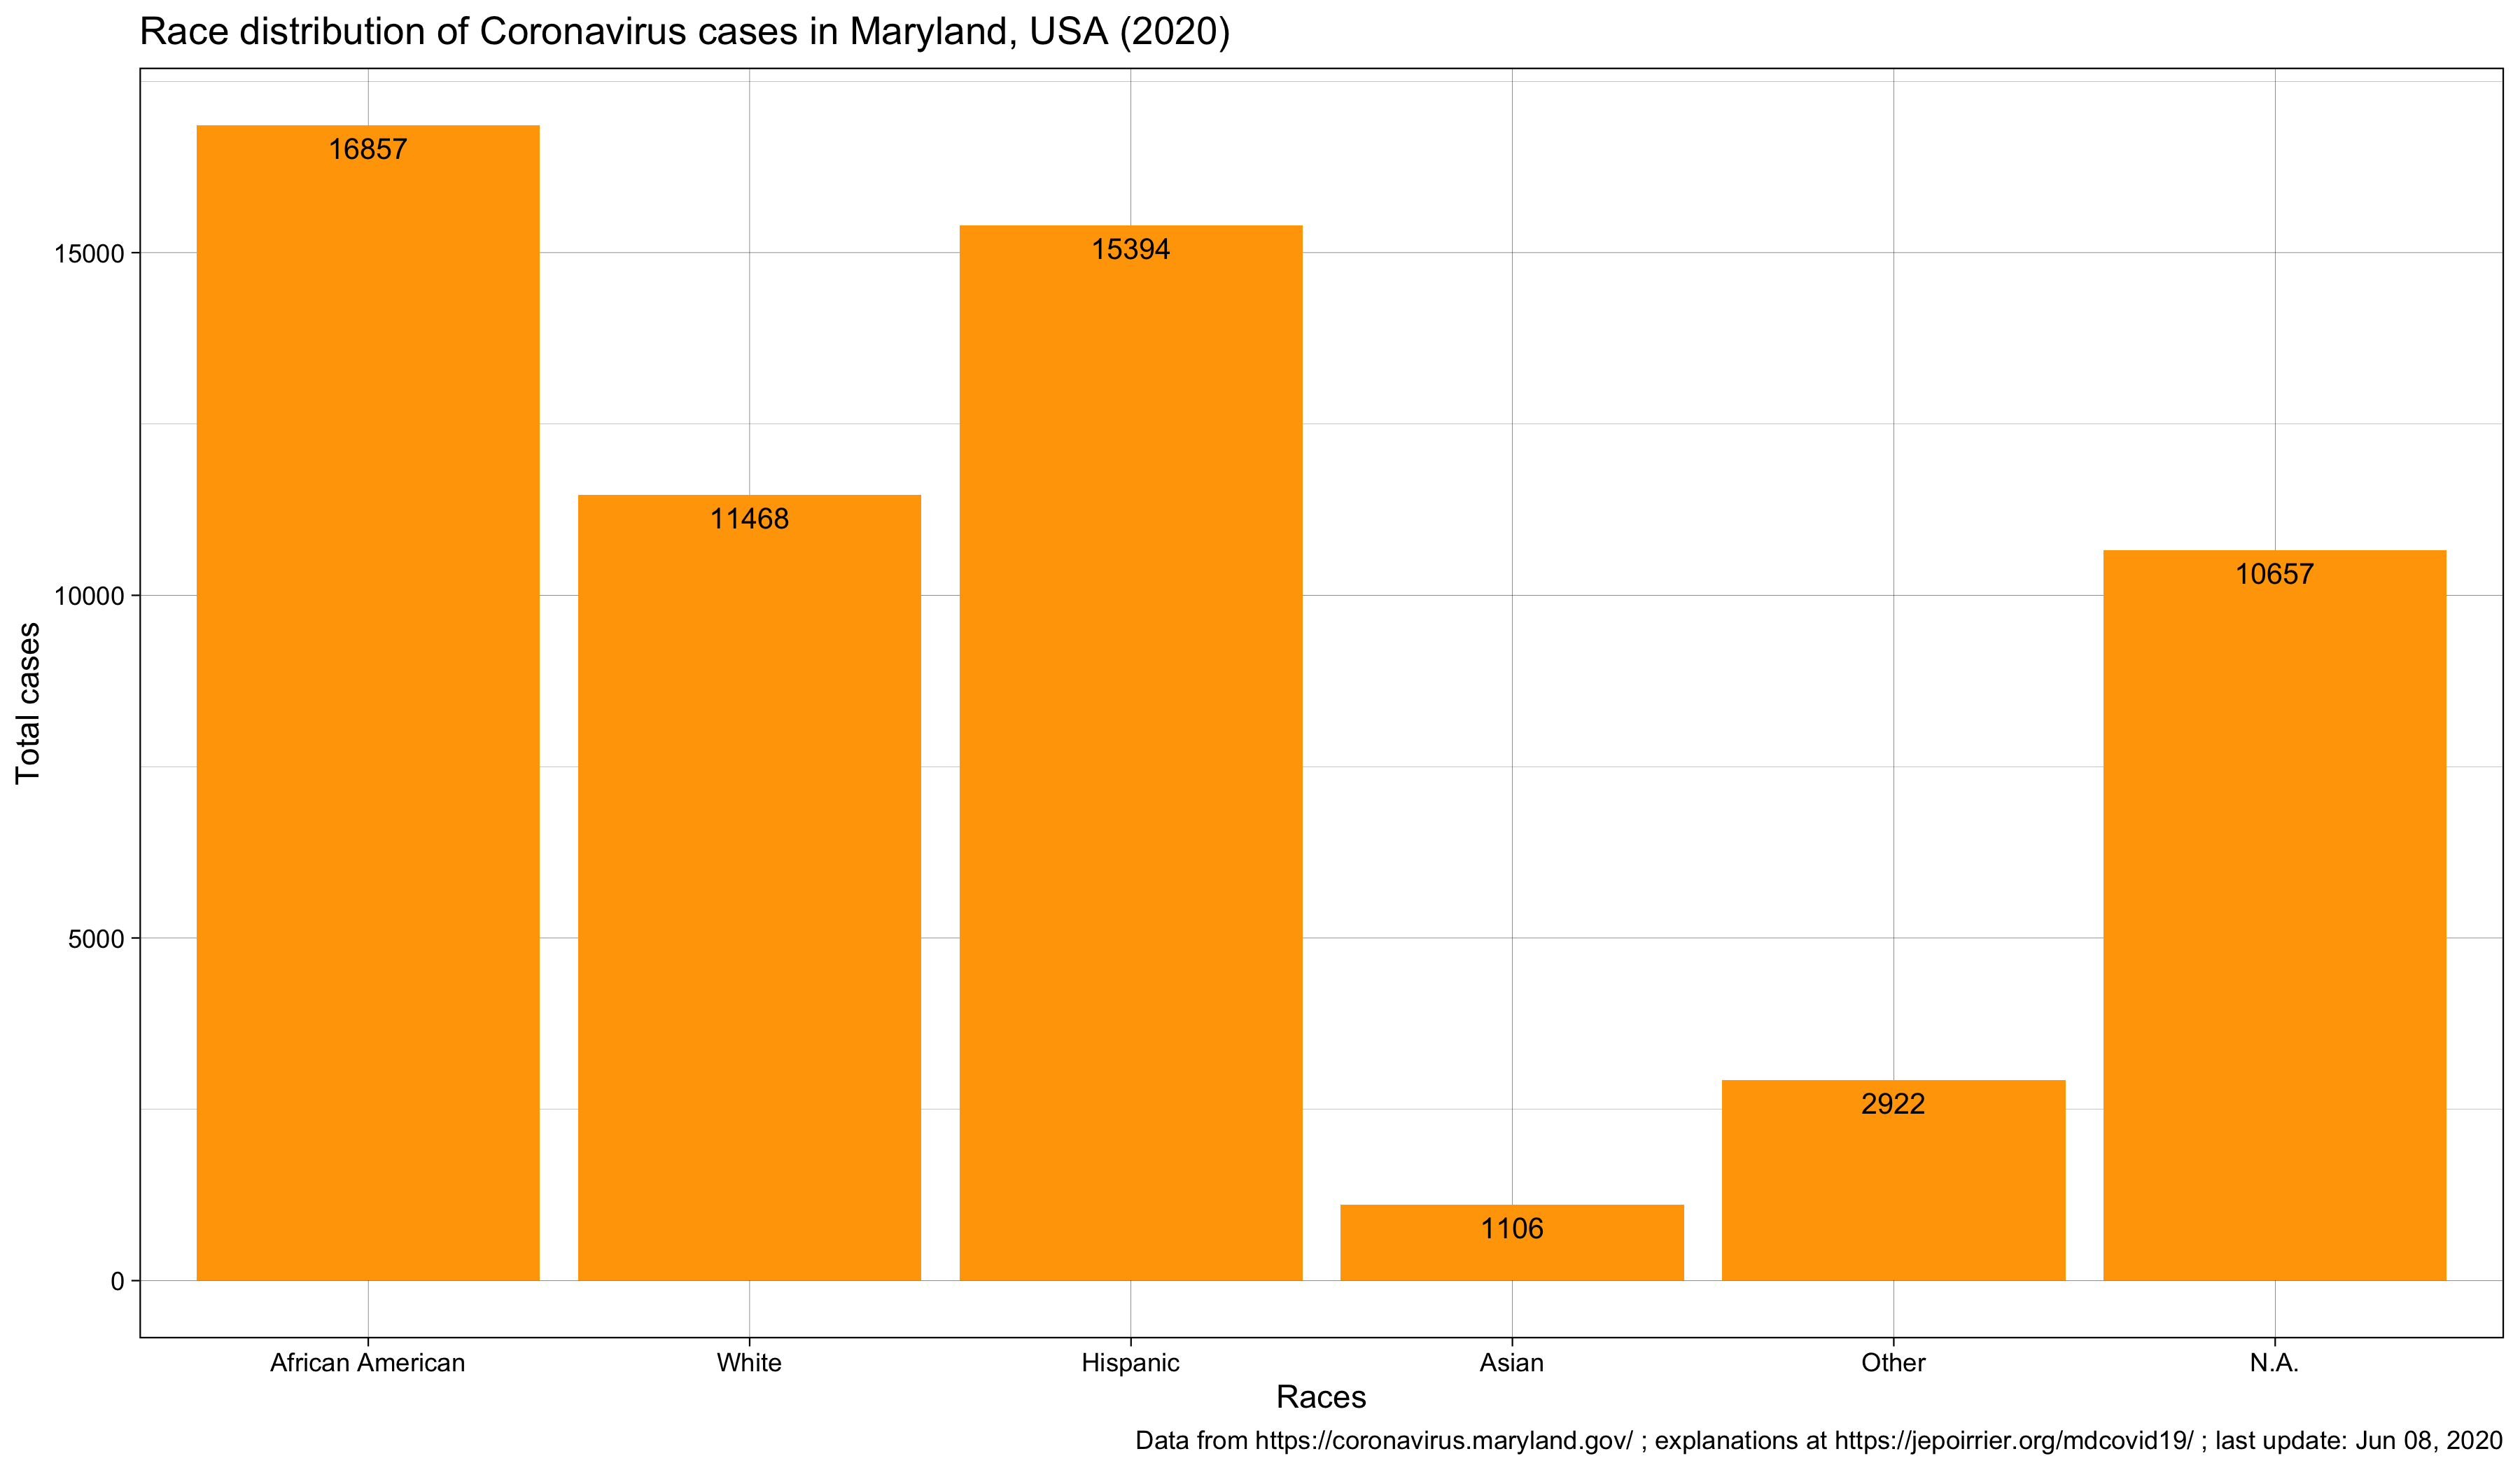 Race distribution of Coronavirus cases in Maryland, USA (2020)
Total cases
15000
10000
5000
0
16857
11468
15394
1106
2922
10657
African American
White
Hispanic
Asian
Other
N.A.
Races
Data from https://coronavirus.maryland.gov/ ; explanations at https://jepoirrier.org/mdcovid19/ ; last update: Jun 08, 2020